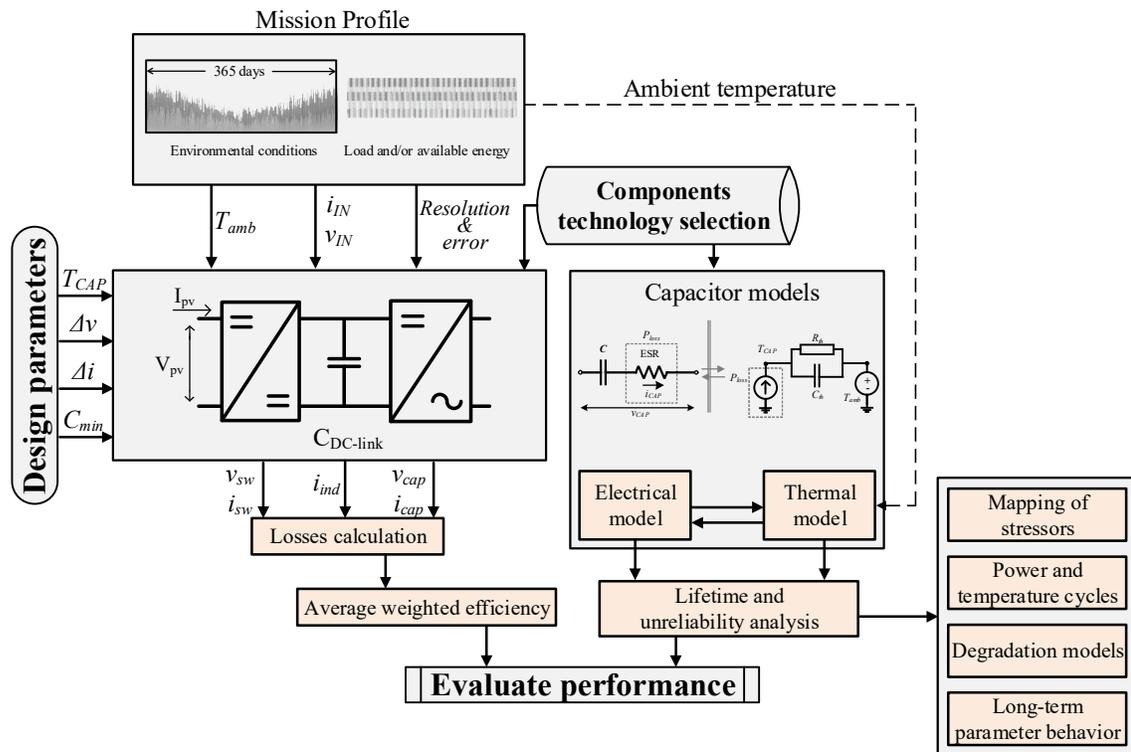 Mission Profile
365 days
Environmental conditions
Load and/or available energy
Ambient temperature
T_amb
i_IN
v_IN
Resolution
&
error
Components
technology selection
Design parameters
T_CAP
Δv
Δi
C_min
I_pv
V_pv
C_DC-link
Capacitor models
C
P_loss
ESR
i_CAP
v_CAP
T_CAP
P_loss
R_th
C_th
T_amb
+
-
Electrical
model
Thermal
model
v_sw
i_sw
i_ind
v_cap
i_cap
Losses calculation
Average weighted efficiency
Lifetime and
unreliability analysis
Evaluate performance
Mapping of
stressors
Power and
temperature cycles
Degradation models
Long-term
parameter behavior